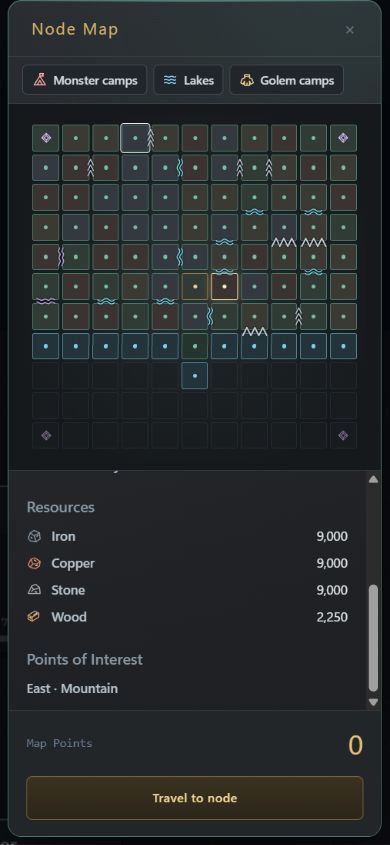 Node Map
×
Monster camps Lakes Golem camps
Resources
Iron 9,000
Copper 9,000
Stone 9,000
Wood 2,250
Points of Interest
East · Mountain
Map Points 0
Travel to node